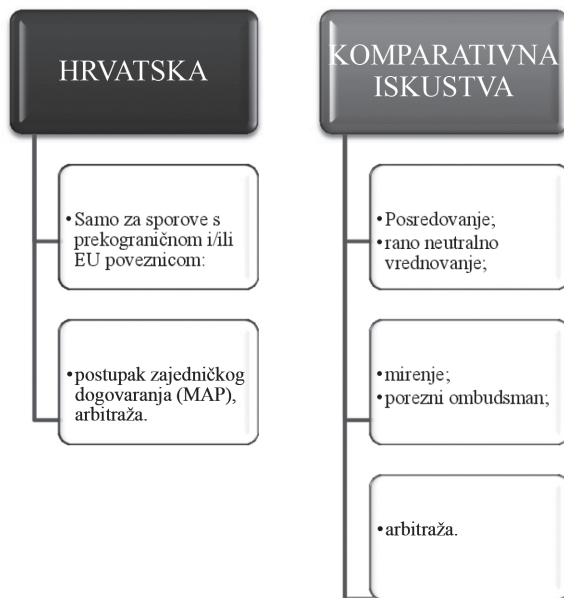 HRVATSKA
• Samo za sporove s
prekograničnom i/ili
EU poveznicom:
• postupak zajedničkog
dogovaranja (MAP),
arbitraža.
KOMPARATIVNA
ISKUSTVA
• Posredovanje;
• rano neutralno
vrednovanje;
• mirenje;
• porezni ombudsman;
• arbitraža.